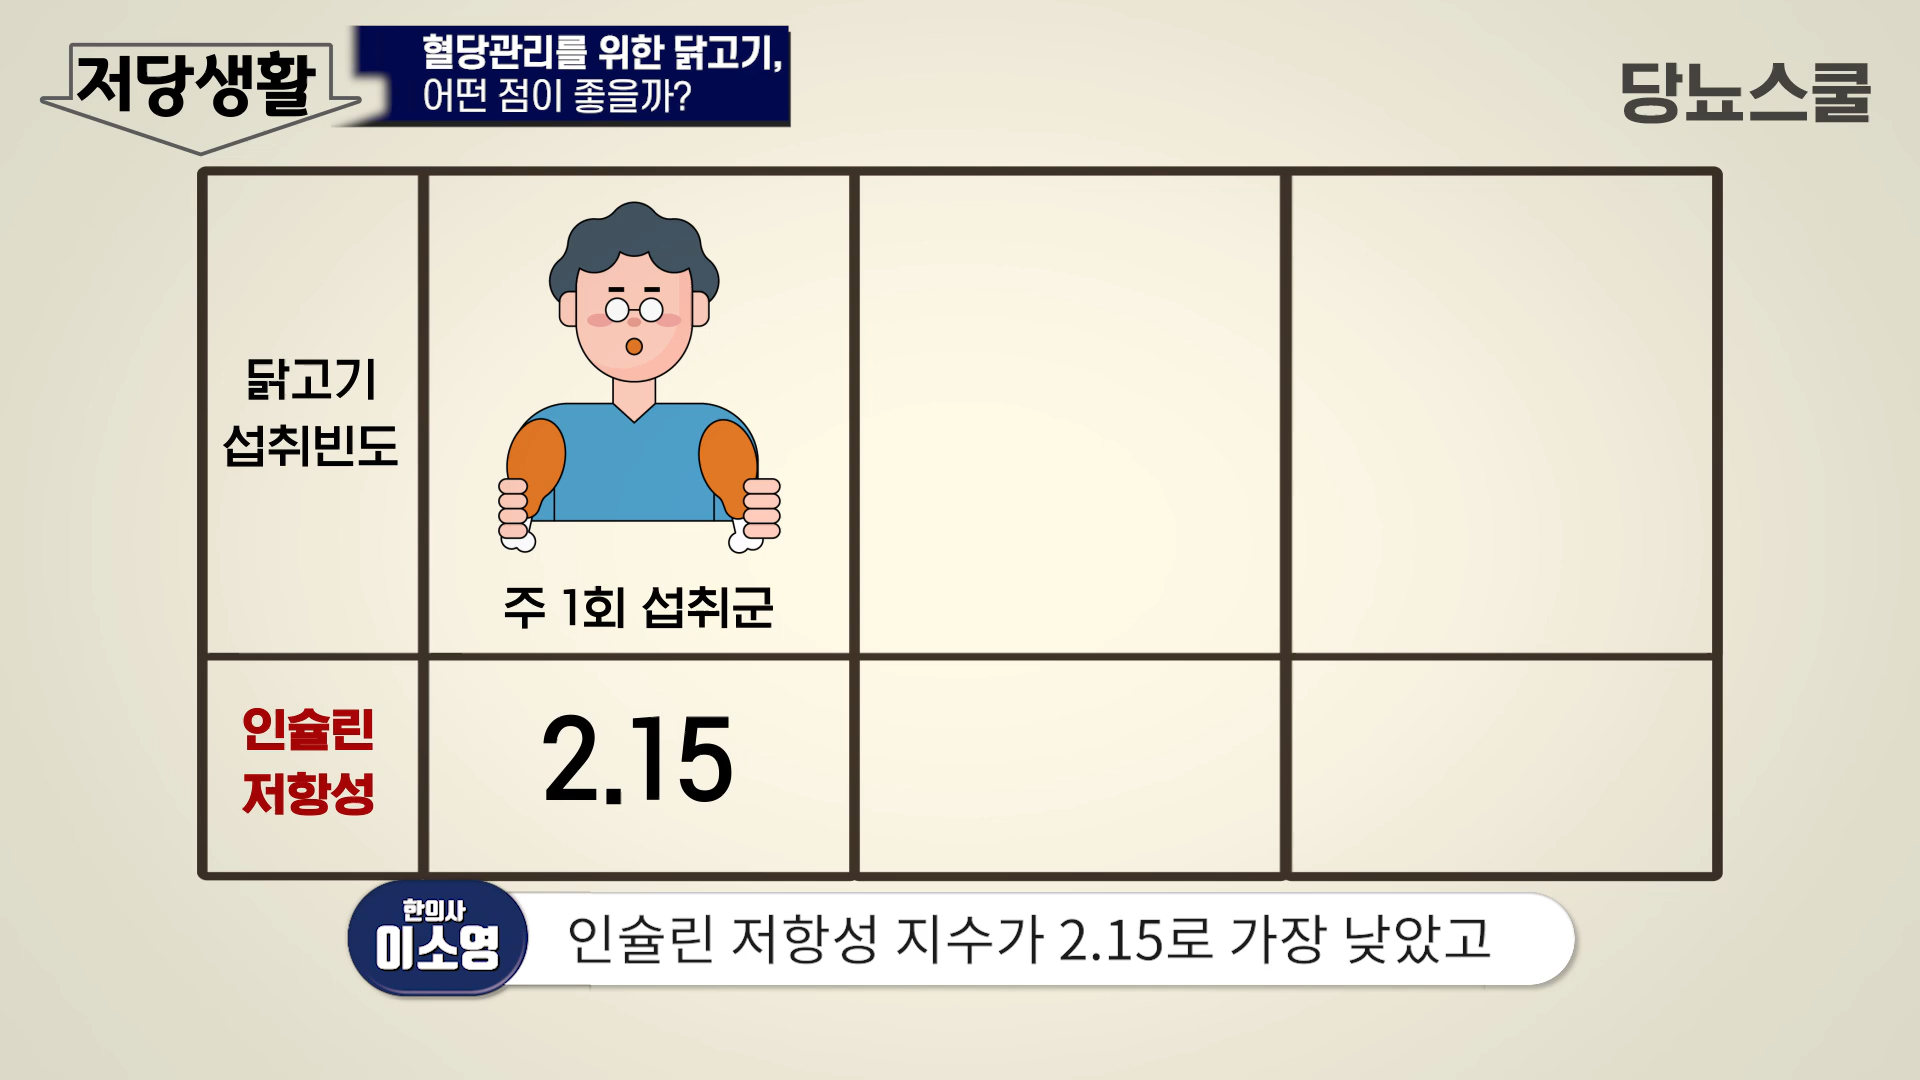 저당생활
혈당관리를 위한 닭고기,
어떤 점이 좋을까?
당뇨스쿨
닭고기
섭취빈도
주 1회 섭취군
인슐린
저항성
2.15
한의사
이소영
인슐린 저항성 지수가 2.15로 가장 낮았고